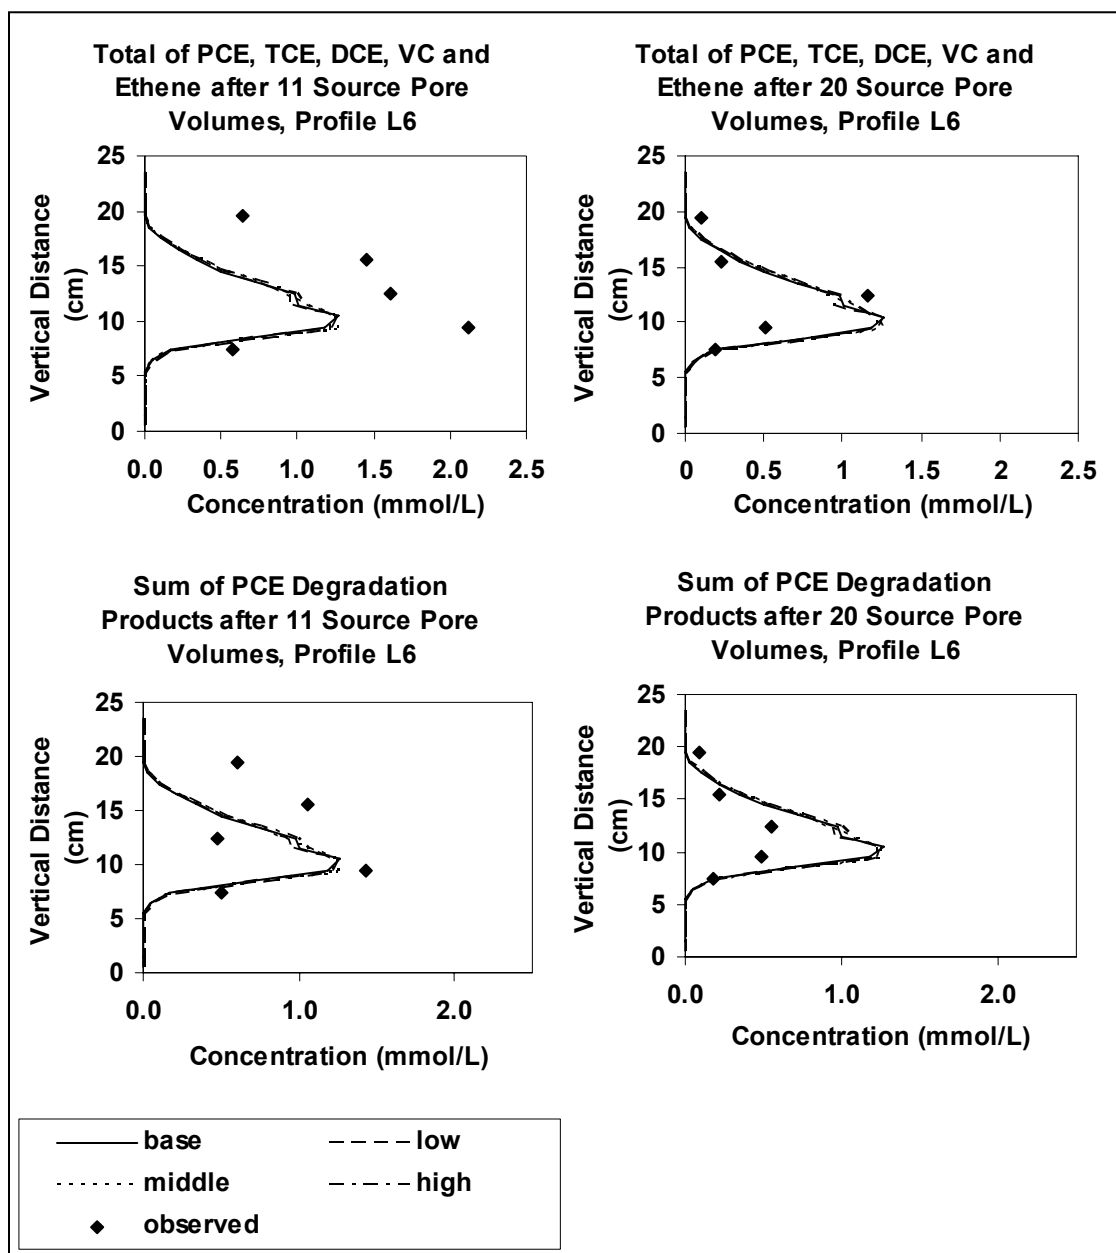 Total of PCE, TCE, DCE, VC and
Ethene after 11 Source Pore
Volumes, Profile L6
25
20
15
10
5
0
Vertical Distance
(cm)
0.0 0.5 1.0 1.5 2.0 2.5
Concentration (mmol/L)
Total of PCE, TCE, DCE, VC and
Ethene after 20 Source Pore
Volumes, Profile L6
25
20
15
10
5
0
Vertical Distance
(cm)
0 0.5 1 1.5 2 2.5
Concentration (mmol/L)
Sum of PCE Degradation
Products after 11 Source Pore
Volumes, Profile L6
25
20
15
10
5
0
Vertical Distance
(cm)
0.0 1.0 2.0
Concentration (mmol/L)
Sum of PCE Degradation
Products after 20 Source Pore
Volumes, Profile L6
25
20
15
10
5
0
Vertical Distance
(cm)
0.0 1.0 2.0
Concentration (mmol/L)
base low
middle high
observed